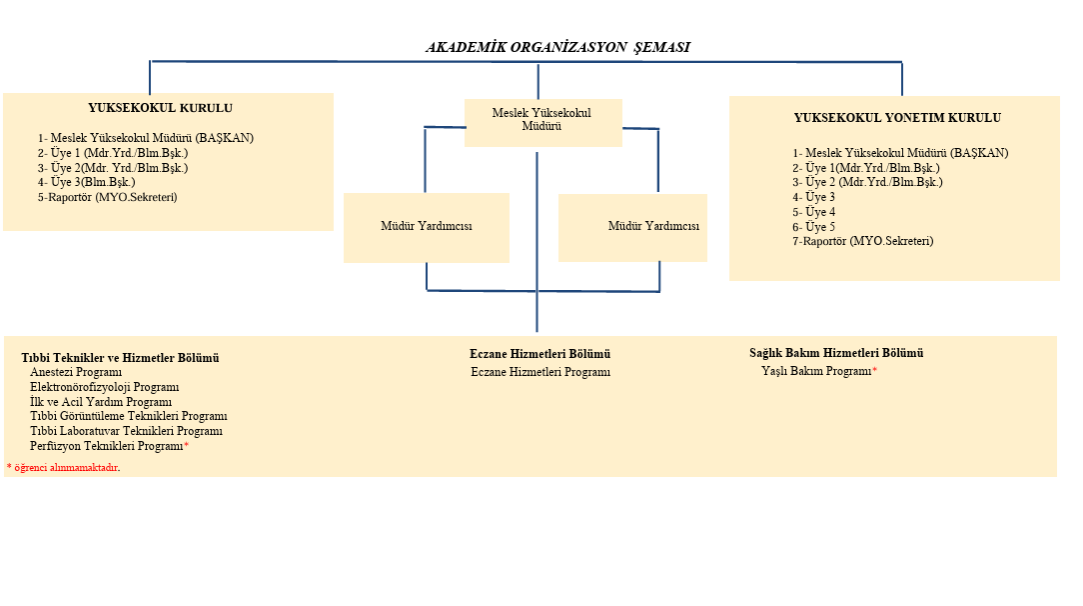 AKADEMİK ORGANİZASYON ŞEMASI
YUKSEKOKUL KURULU
1- Meslek Yüksekokul Müdürü (BAŞKAN)
2- Üye 1 (Mdr.Yrd./Blm.Bşk.)
3- Üye 2(Mdr. Yrd./Blm.Bşk.)
4- Üye 3(Blm.Bşk.)
5-Raportör (MYO.Sekreteri)
Meslek Yüksekokul
Müdürü
Müdür Yardımcısı
Müdür Yardımcısı
YUKSEKOKUL YONETIM KURULU
1- Meslek Yüksekokul Müdürü (BAŞKAN)
2- Üye 1(Mdr.Yrd./Blm.Bşk.)
3- Üye 2 (Mdr.Yrd./Blm.Bşk.)
4- Üye 3
5- Üye 4
6- Üye 5
7-Raportör (MYO.Sekreteri)
Tıbbi Teknikler ve Hizmetler Bölümü
Anestezi Programı
Elektronörofizyoloji Programı
İlk ve Acil Yardım Programı
Tıbbi Görüntüleme Teknikleri Programı
Tıbbi Laboratuvar Teknikleri Programı
Perfüzyon Teknikleri Programı*
* öğrenci alınmamaktadır.
Eczane Hizmetleri Bölümü
Eczane Hizmetleri Programı
Sağlık Bakım Hizmetleri Bölümü
Yaşlı Bakım Programı*